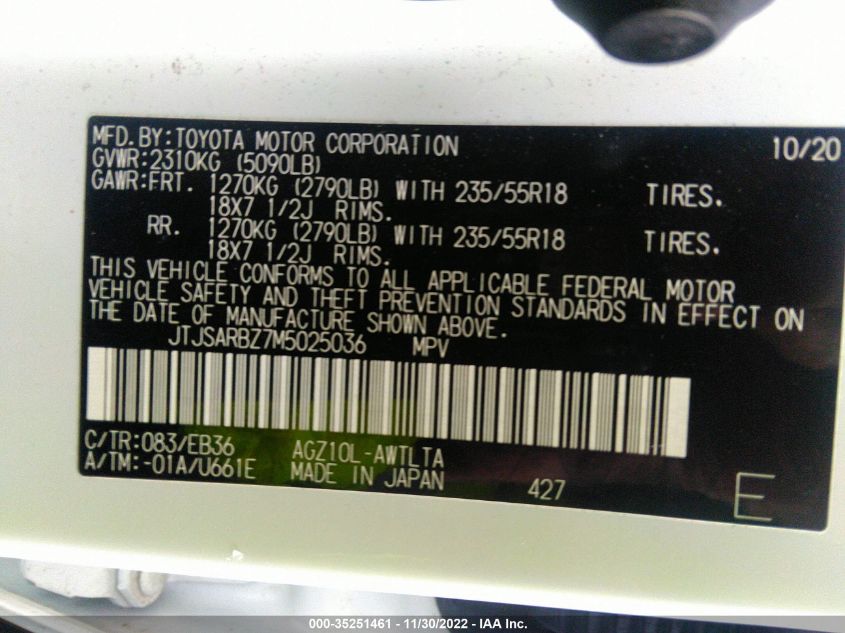 MFD.BY:TOYOTA MOTOR CORPORATION 10/20
GVWR:2310KG (5090LB)
GAWR:FRT. 1270KG (2790LB) WITH 235/55R18 TIRES.
18X7 1/2J RIMS.
RR. 1270KG (2790LB) WITH 235/55R18 TIRES.
18X7 1/2J RIMS.
THIS VEHICLE CONFORMS TO ALL APPLICABLE FEDERAL MOTOR
VEHICLE SAFETY AND THEFT PREVENTION STANDARDS IN EFFECT ON
THE DATE OF MANUFACTURE SHOWN ABOVE.
JTJSARBZ7M5025036 MPV
C/TR:083/EB36 AGZ10L-AWTLTA
A/TM:-01A/U661E MADE IN JAPAN 427 E
000-35251461 - 11/30/2022 - IAA Inc.